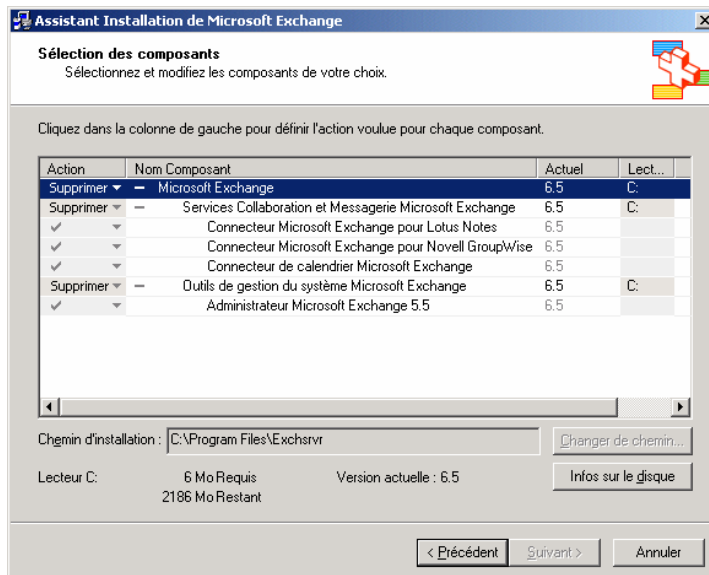 Assistant Installation de Microsoft Exchange
Sélection des composants
Sélectionnez et modifiez les composants de votre choix.
Cliquez dans la colonne de gauche pour définir l'action voulue pour chaque composant.
Action Nom Composant Actuel Lect...
Supprimer Microsoft Exchange 6.5 C:
Supprimer Services Collaboration et Messagerie Microsoft Exchange 6.5 C:
Connecteur Microsoft Exchange pour Lotus Notes 6.5
Connecteur Microsoft Exchange pour Novell GroupWise 6.5
Connecteur de calendrier Microsoft Exchange 6.5
Supprimer Outils de gestion du système Microsoft Exchange 6.5 C:
Administrateur Microsoft Exchange 5.5 6.5
Chemin d'installation : C:\Program Files\Exchsrvr Changer de chemin...
Lecteur C: 6 Mo Requis Version actuelle : 6.5 Infos sur le disque
2186 Mo Restant
< Précédent Suivant > Annuler